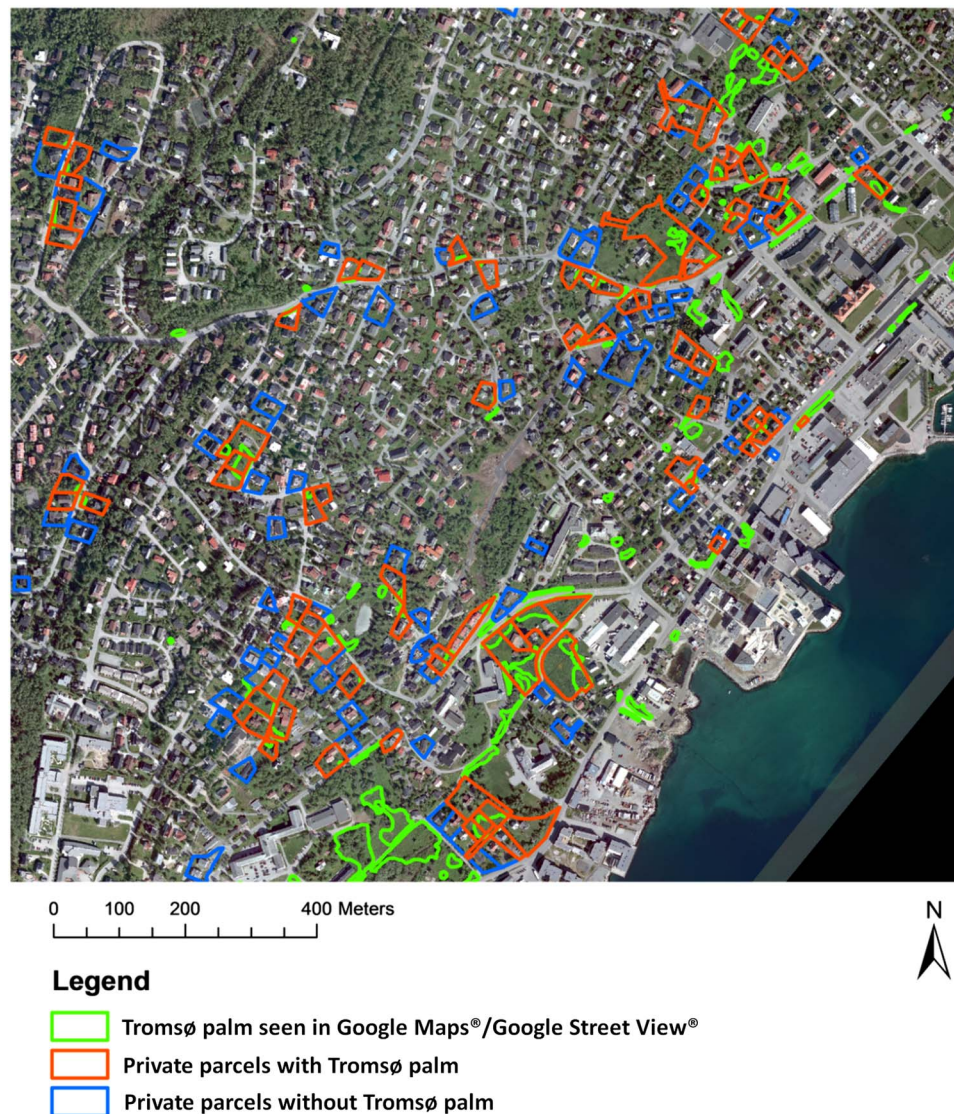 0 100 200 400 Meters
N
Legend
Tromsø palm seen in Google Maps®/Google Street View®
Private parcels with Tromsø palm
Private parcels without Tromsø palm